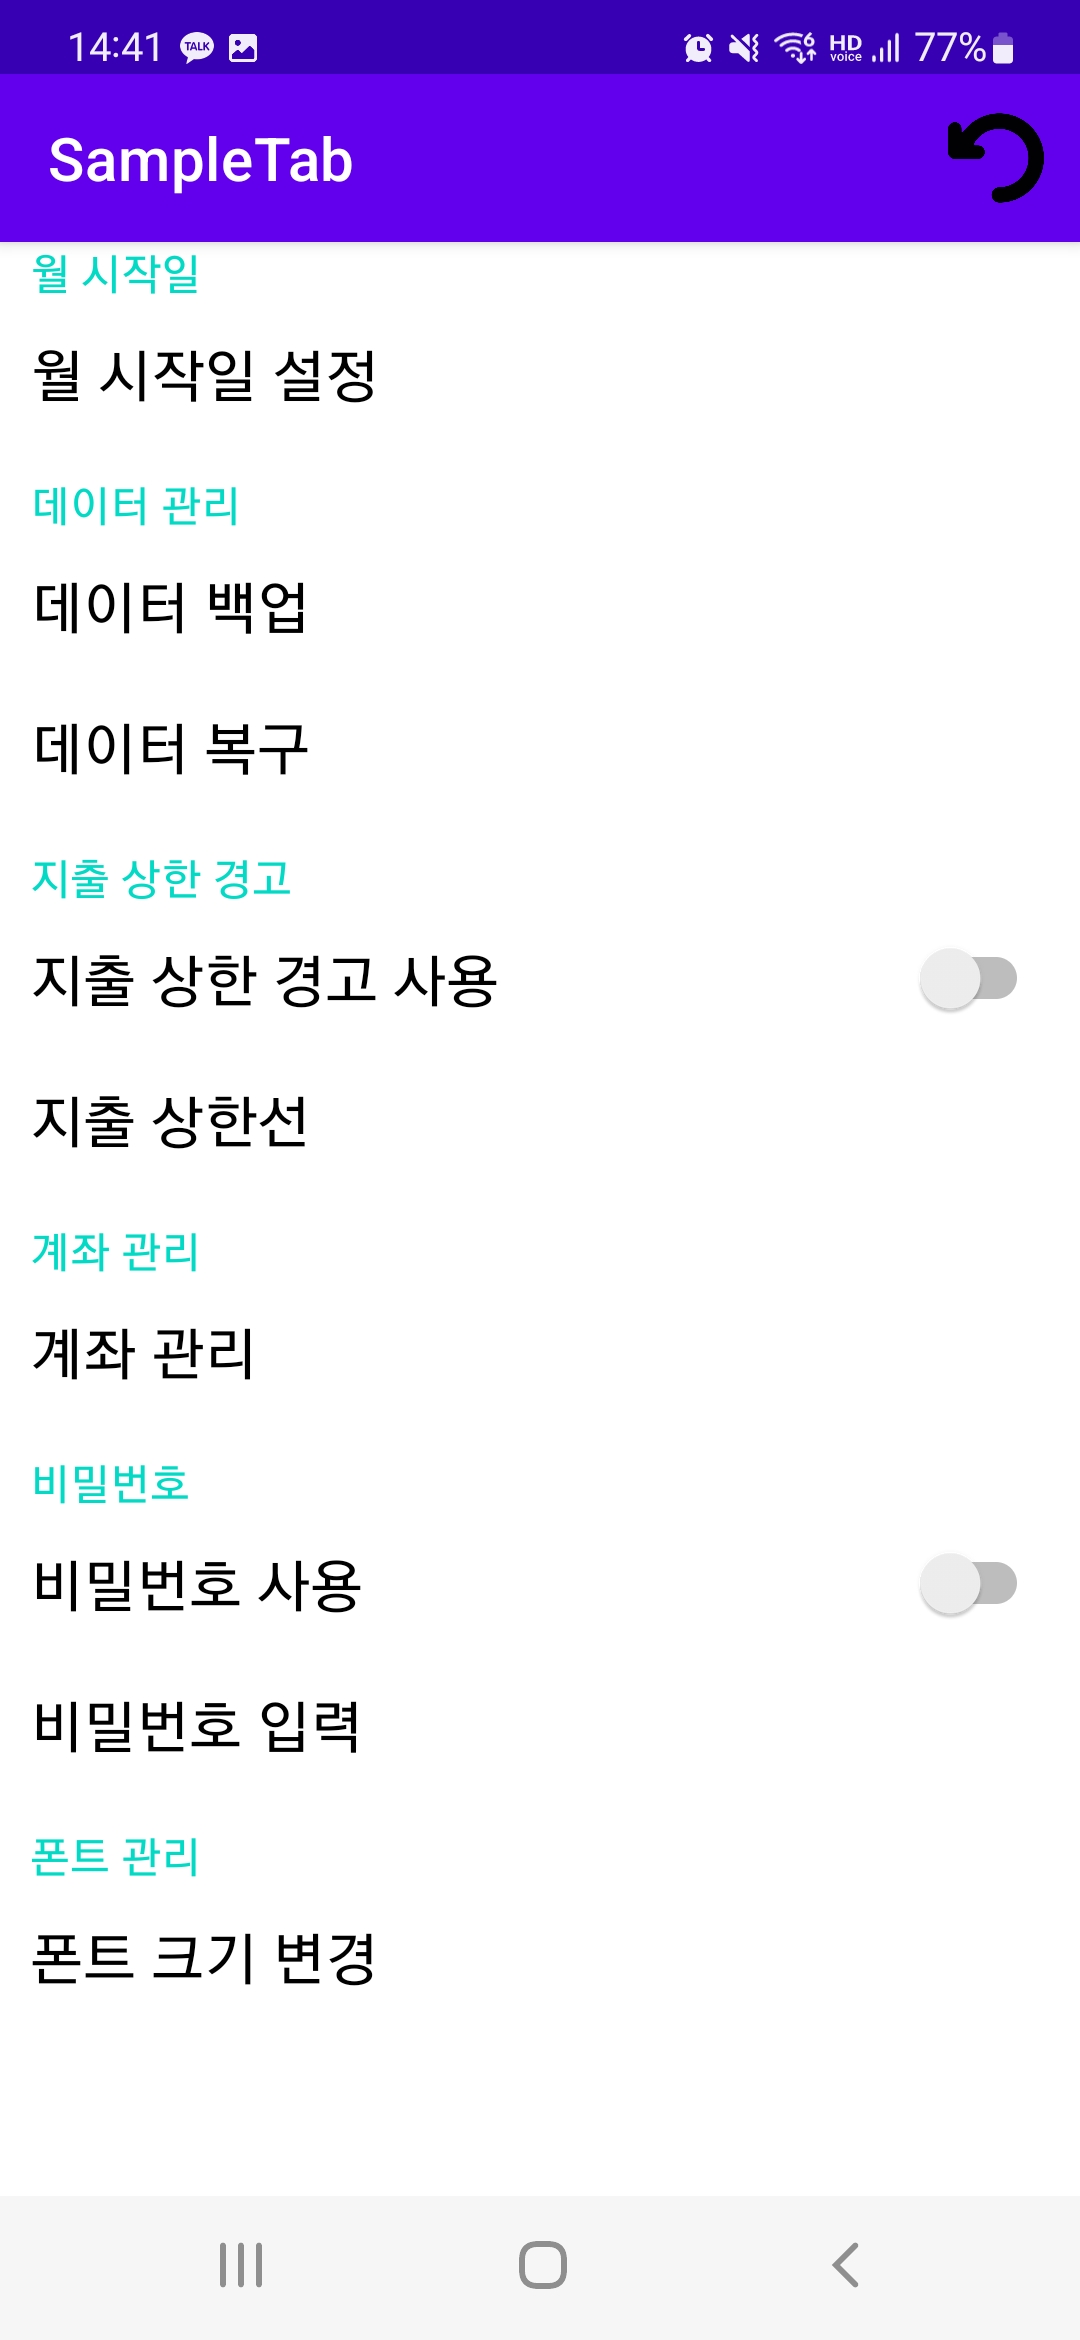 14:41 TALK 6 HD voice 77%
SampleTab
월 시작일
월 시작일 설정
데이터 관리
데이터 백업
데이터 복구
지출 상한 경고
지출 상한 경고 사용
지출 상한선
계좌 관리
계좌 관리
비밀번호
비밀번호 사용
비밀번호 입력
폰트 관리
폰트 크기 변경